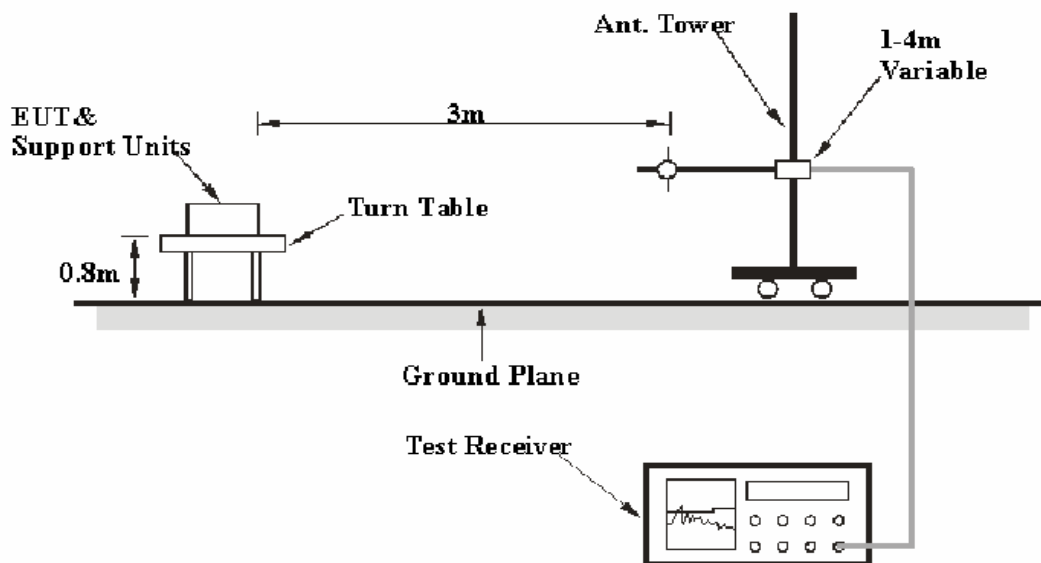 Ant. Tower
1-4m
Variable
3m
EUT&
Support Units
Turn Table
0.8m
Ground Plane
Test Receiver